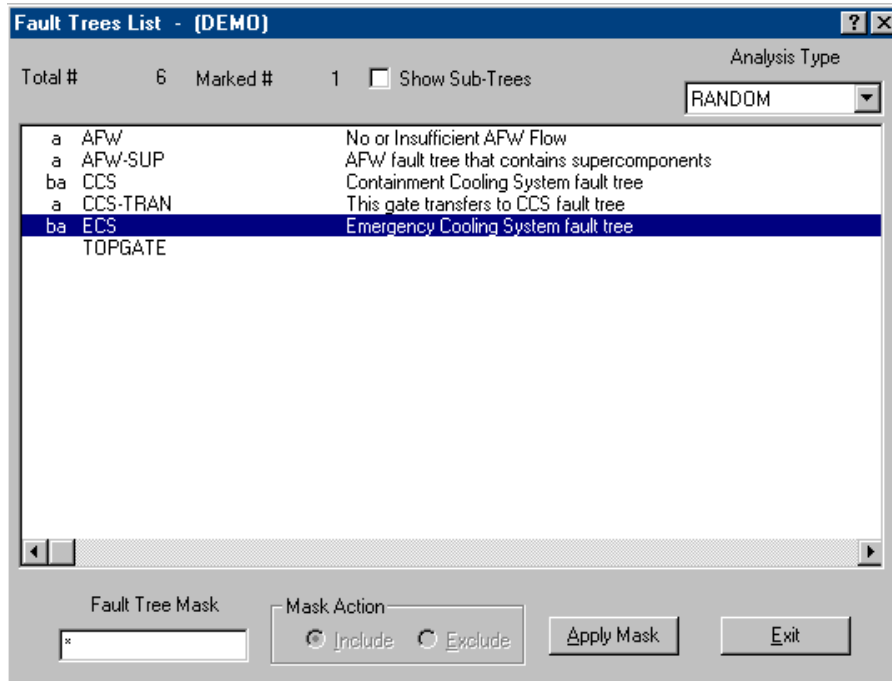 Fault Trees List - (DEMO)
Analysis Type
Total # 6 Marked # 1 Show Sub-Trees
RANDOM
a AFW No or Insufficient AFW Flow
a AFW-SUP AFW fault tree that contains supercomponents
ba CCS Containment Cooling System fault tree
a CCS-TRAN This gate transfers to CCS fault tree
ba ECS Emergency Cooling System fault tree
TOPGATE
Fault Tree Mask
*
Mask Action
Include Exclude
Apply Mask
Exit